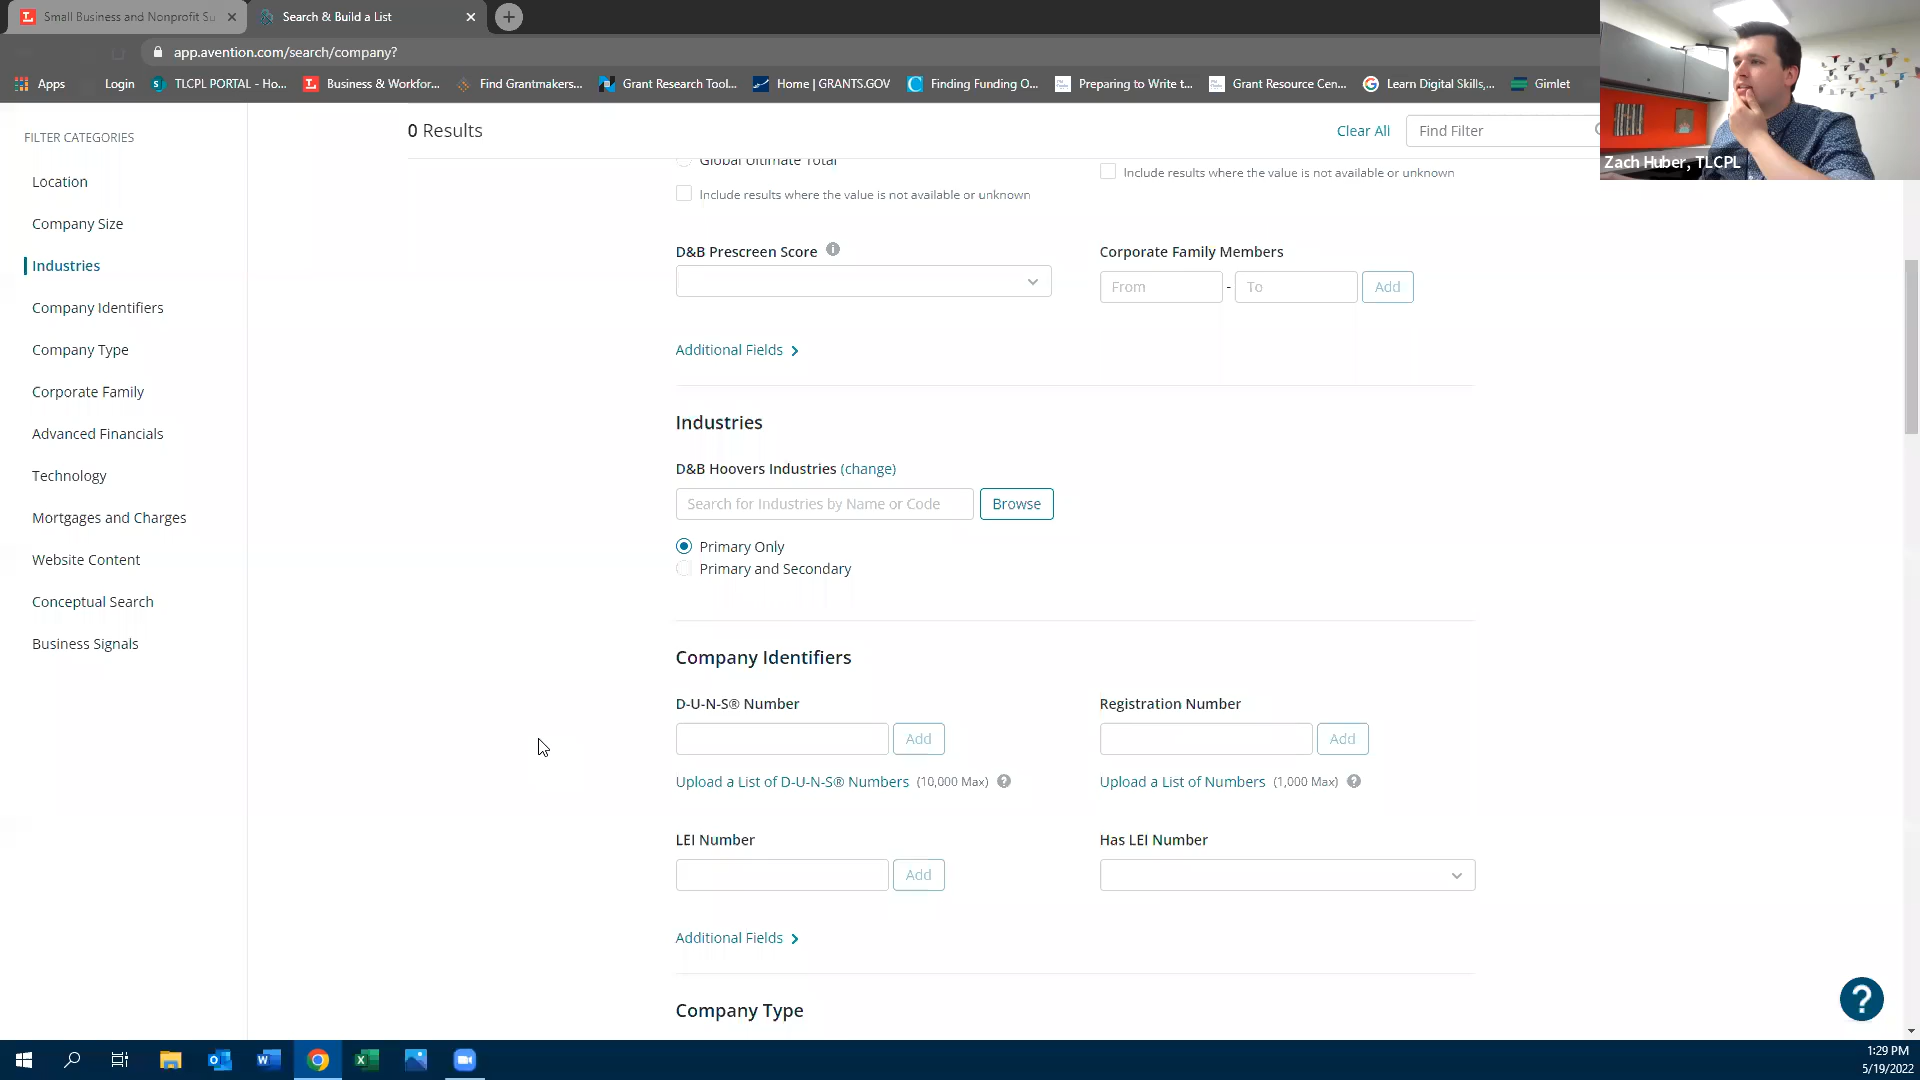 Small Business and Nonprofit Su
Search & Build a List
app.avention.com/search/company?
Apps
Login
TLCPL PORTAL - Ho...
Business & Workfor...
Find Grantmakers...
Grant Research Tool...
Home | GRANTS.GOV
Finding Funding O...
Preparing to Write t...
Grant Resource Cen...
Learn Digital Skills,...
Gimlet
Zach Huber, TLCPL
FILTER CATEGORIES
Location
Company Size
Industries
Company Identifiers
Company Type
Corporate Family
Advanced Financials
Technology
Mortgages and Charges
Website Content
Conceptual Search
Business Signals
0 Results
Clear All
Find Filter
Global Ultimate Total
Include results where the value is not available or unknown
Include results where the value is not available or unknown
D&B Prescreen Score
Corporate Family Members
From - To Add
Additional Fields
Industries
D&B Hoovers Industries (change)
Search for Industries by Name or Code
Browse
Primary Only
Primary and Secondary
Company Identifiers
D-U-N-S® Number
Registration Number
Add
Add
Upload a List of D-U-N-S® Numbers (10,000 Max)
Upload a List of Numbers (1,000 Max)
LEI Number
Has LEI Number
Add
Additional Fields
Company Type
1:29 PM
5/19/2022